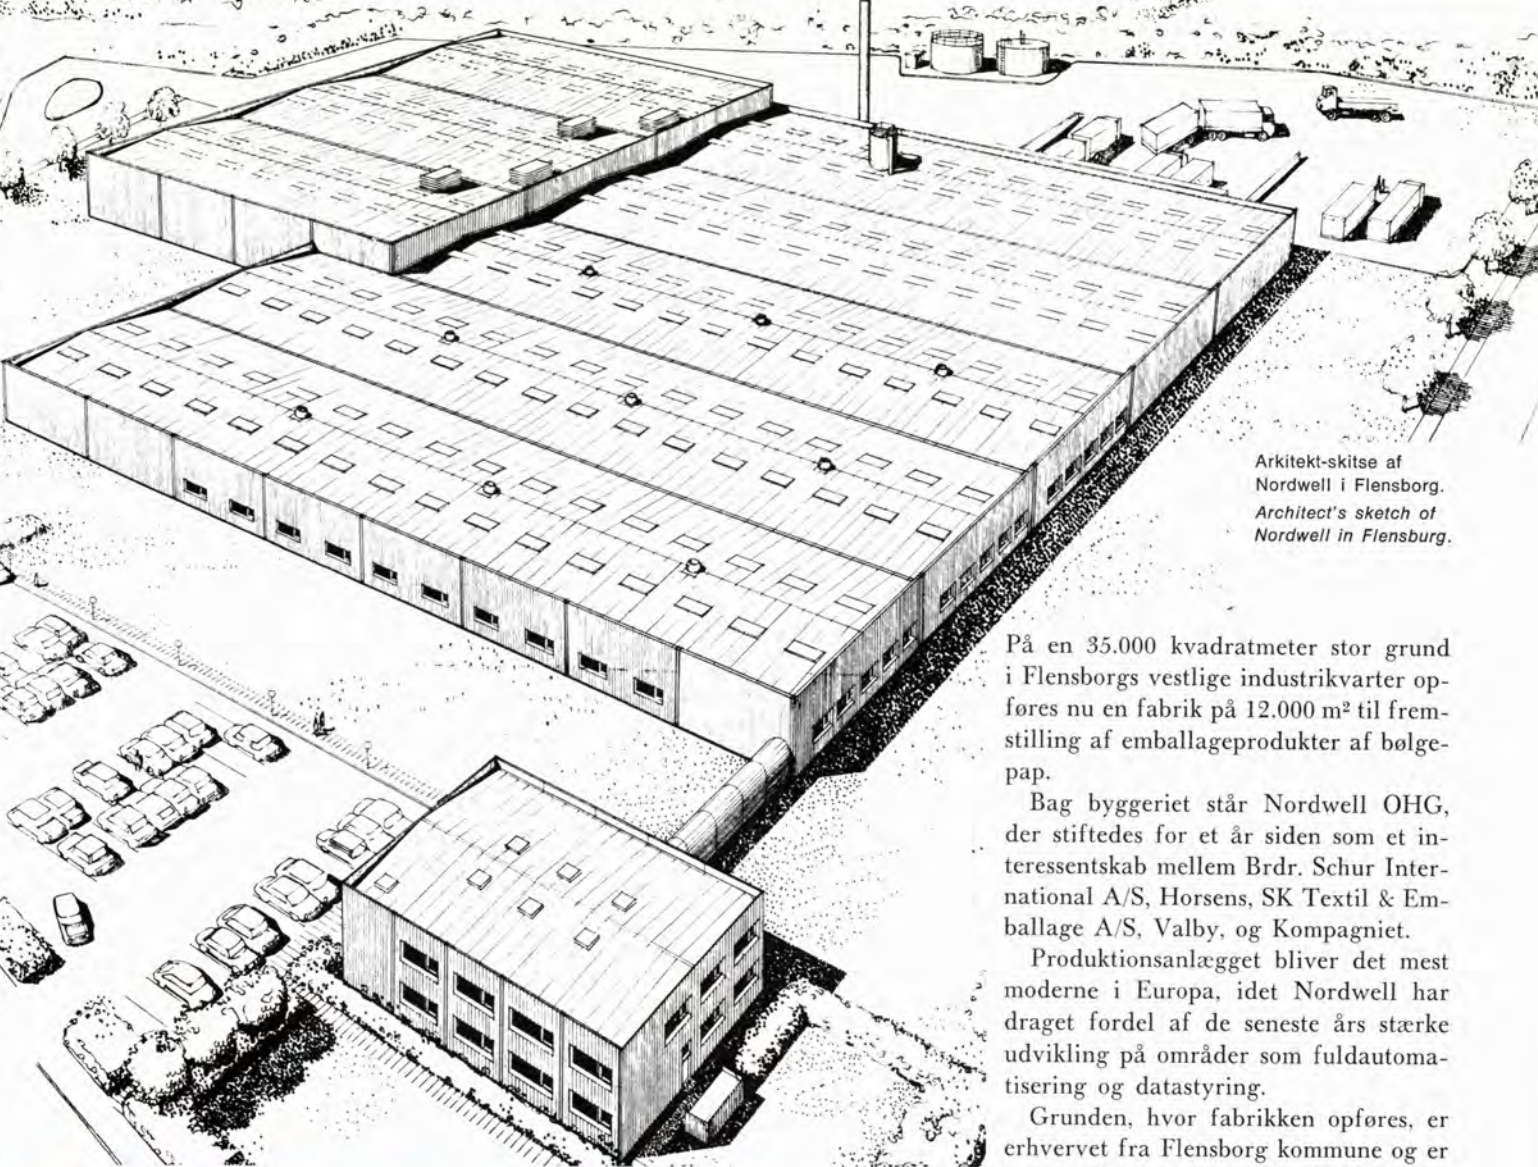 Arkitekt-skitse af
Nordwell i Flensborg.
Architect's sketch of
Nordwell in Flensburg.
På en 35.000 kvadratmeter stor grund
i Flensborgs vestlige industrikvarter op-
føres nu en fabrik på 12.000 m² til frem-
stilling af emballageprodukter af bølge-
pap.
Bag byggeriet står Nordwell OHG,
der stiftedes for et år siden som et in-
teressentskab mellem Brdr. Schur Inter-
national A/S, Horsens, SK Textil & Em-
ballage A/S, Valby, og Kompagniet.
Produktionsanlægget bliver det mest
moderne i Europa, idet Nordwell har
draget fordel af de seneste års stærke
udvikling på områder som fuldautoma-
tisering og datastyring.
Grunden, hvor fabrikken opføres, er
erhvervet fra Flensborg kommune og er